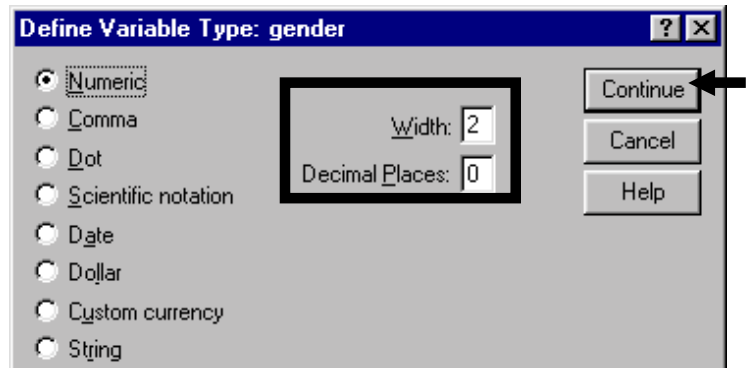 Define Variable Type: gender
Numeric
Comma
Dot
Scientific notation
Date
Dollar
Custom currency
String
Width: 2
Decimal Places: 0
Continue
Cancel
Help